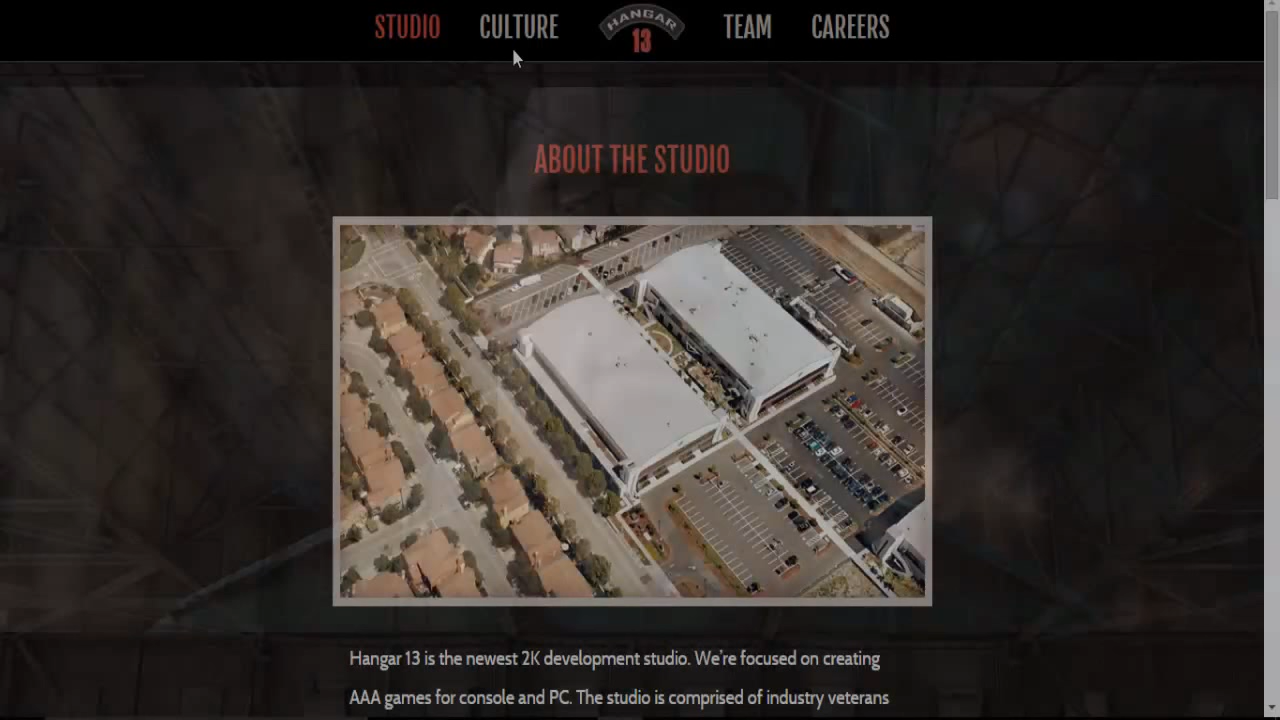 STUDIO CULTURE HANGAR 13 TEAM CAREERS
ABOUT THE STUDIO
Hangar 13 is the newest 2K development studio. We're focused on creating
AAA games for console and PC. The studio is comprised of industry veterans